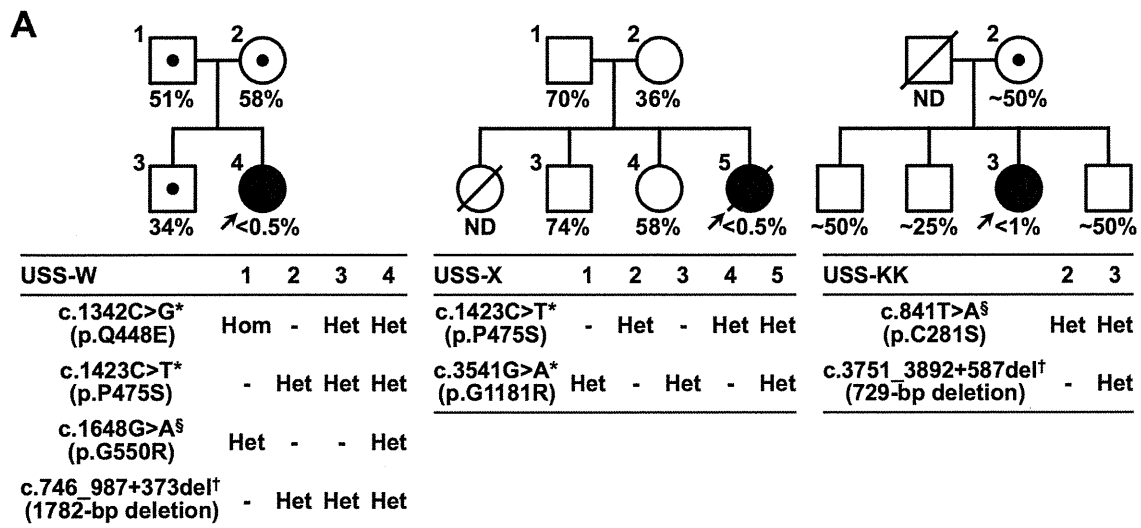 A
1 2 1 2 2
51% 58% 70% 36% ND ~50%
3 4 3 4 5 3
34% <0.5% ND 74% 58% <0.5% ~50% ~25% <1% ~50%
USS-W 1 2 3 4
c.1342C>G*
(p.Q448E) Hom - Het Het
c.1423C>T*
(p.P475S) - Het Het Het
c.1648G>A§
(p.G550R) Het - - Het
c.746_987+373del†
(1782-bp deletion) - Het Het Het
USS-X 1 2 3 4 5
c.1423C>T*
(p.P475S) - Het - Het Het
c.3541G>A*
(p.G1181R) Het - Het - Het
USS-KK 2 3
c.841T>A§
(p.C281S) Het Het
c.3751_3892+587del†
(729-bp deletion) - Het